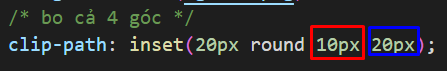 /* bo cả 4 góc */
clip-path: inset(20px round 10px 20px);